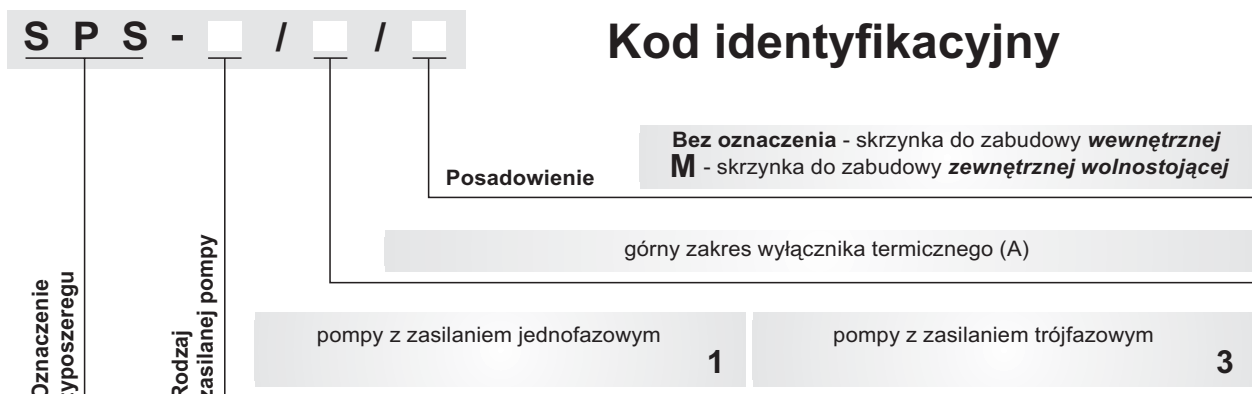 S P S - / /
Kod identyfikacyjny
Bez oznaczenia - skrzynka do zabudowy wewnętrznej
M - skrzynka do zabudowy zewnętrznej wolnostojącej
Posadowienie
górny zakres wyłącznika termicznego (A)
Oznaczenie
typoszeregu
Rodzaj
zasilanej pompy
pompy z zasilaniem jednofazowym
1
pompy z zasilaniem trójfazowym
3